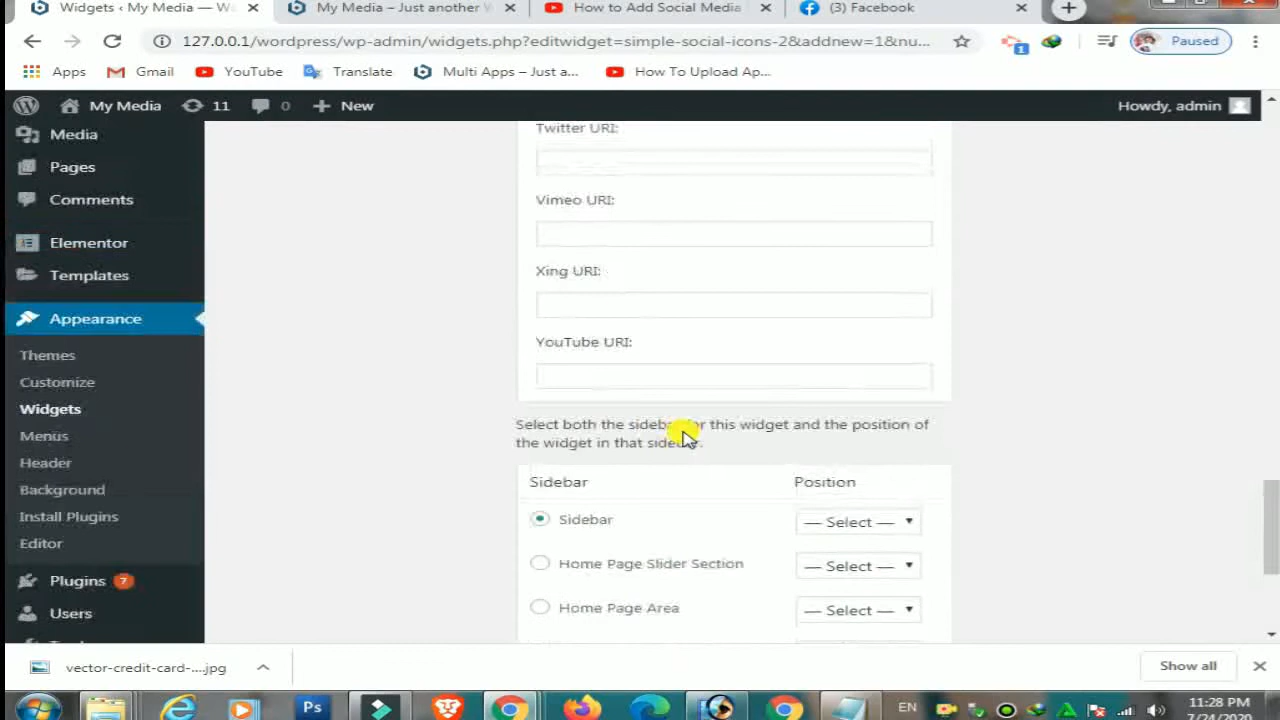 Widgets ‹ My Media — W
My Media – Just another W
How to Add Social Media
(3) Facebook
127.0.0.1/wordpress/wp-admin/widgets.php?editwidget=simple-social-icons-2&addnew=1&nu...
1
Paused
Apps
Gmail
YouTube
Translate
Multi Apps – Just a...
How To Upload Ap...
My Media
11
0
New
Howdy, admin
Media
Pages
Comments
Elementor
Templates
Appearance
Themes
Customize
Widgets
Menus
Header
Background
Install Plugins
Editor
Plugins 7
Users
Twitter URI:
Vimeo URI:
Xing URI:
YouTube URI:
Select both the sidebar for this widget and the position of
the widget in that sidebar.
Sidebar
Position
Sidebar
— Select —
Home Page Slider Section
— Select —
Home Page Area
— Select —
vector-credit-card-....jpg
Show all
Ps
EN
11:28 PM
7/24/2020